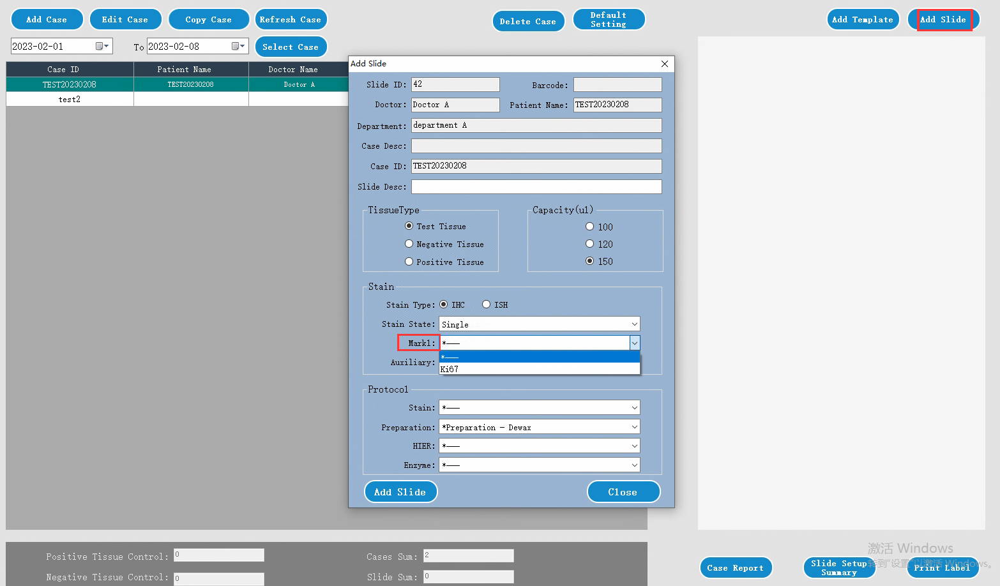 Add Case
Edit Case
Copy Case
Refresh Case
Delete Case
Default
Setting
Add Template
Add Slide
2023-02-01
To
2023-02-08
Select Case
Case ID
Patient Name
Doctor Name
TEST20230208
TEST20230208
Doctor A
test2
Add Slide
Slide ID:
42
Barcode:
Doctor:
Doctor A
Patient Name:
TEST20230208
Department:
department A
Case Desc:
Case ID:
TEST20230208
Slide Desc:
TissueType
Test Tissue
Negative Tissue
Positive Tissue
Capacity(ul)
100
120
150
Stain
Stain Type:
IHC
ISH
Stain State:
Single
Mark1:
*——
*——
Ki67
Auxiliary:
Protocol
Stain:
*——
Preparation:
*Preparation - Dewax
HIER:
*——
Enzyme:
*——
Add Slide
Close
Positive Tissue Control:
0
Cases Sum:
2
Negative Tissue Control:
0
Slide Sum:
0
Case Report
Slide Setup
Summary
Print Label
激活 Windows
转到"设置"以激活 Windows。